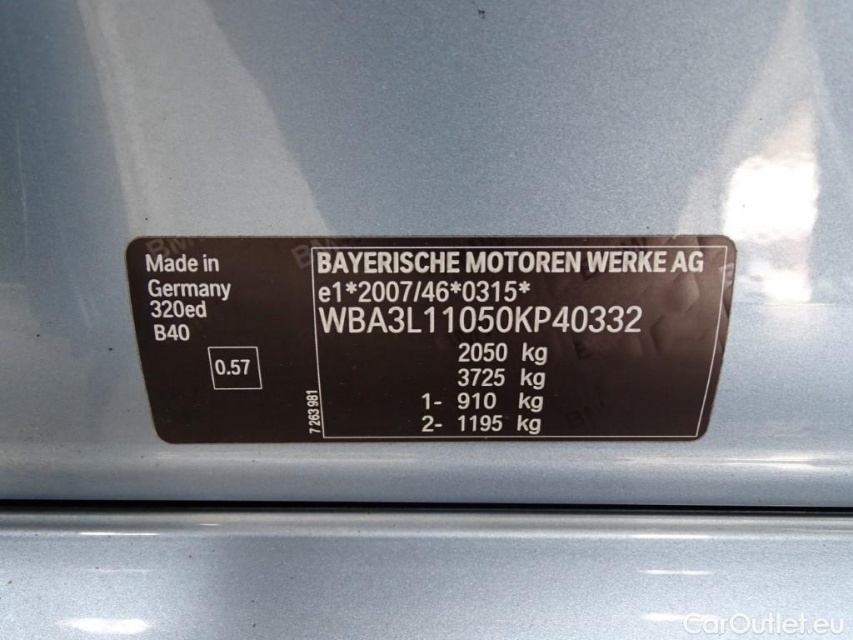 Made in
Germany
320ed
B40
0.57
7 263 981
BAYERISCHE MOTOREN WERKE AG
e1*2007/46*0315*
WBA3L11050KP40332
2050 kg
3725 kg
1- 910 kg
2- 1195 kg
CarOutlet.eu